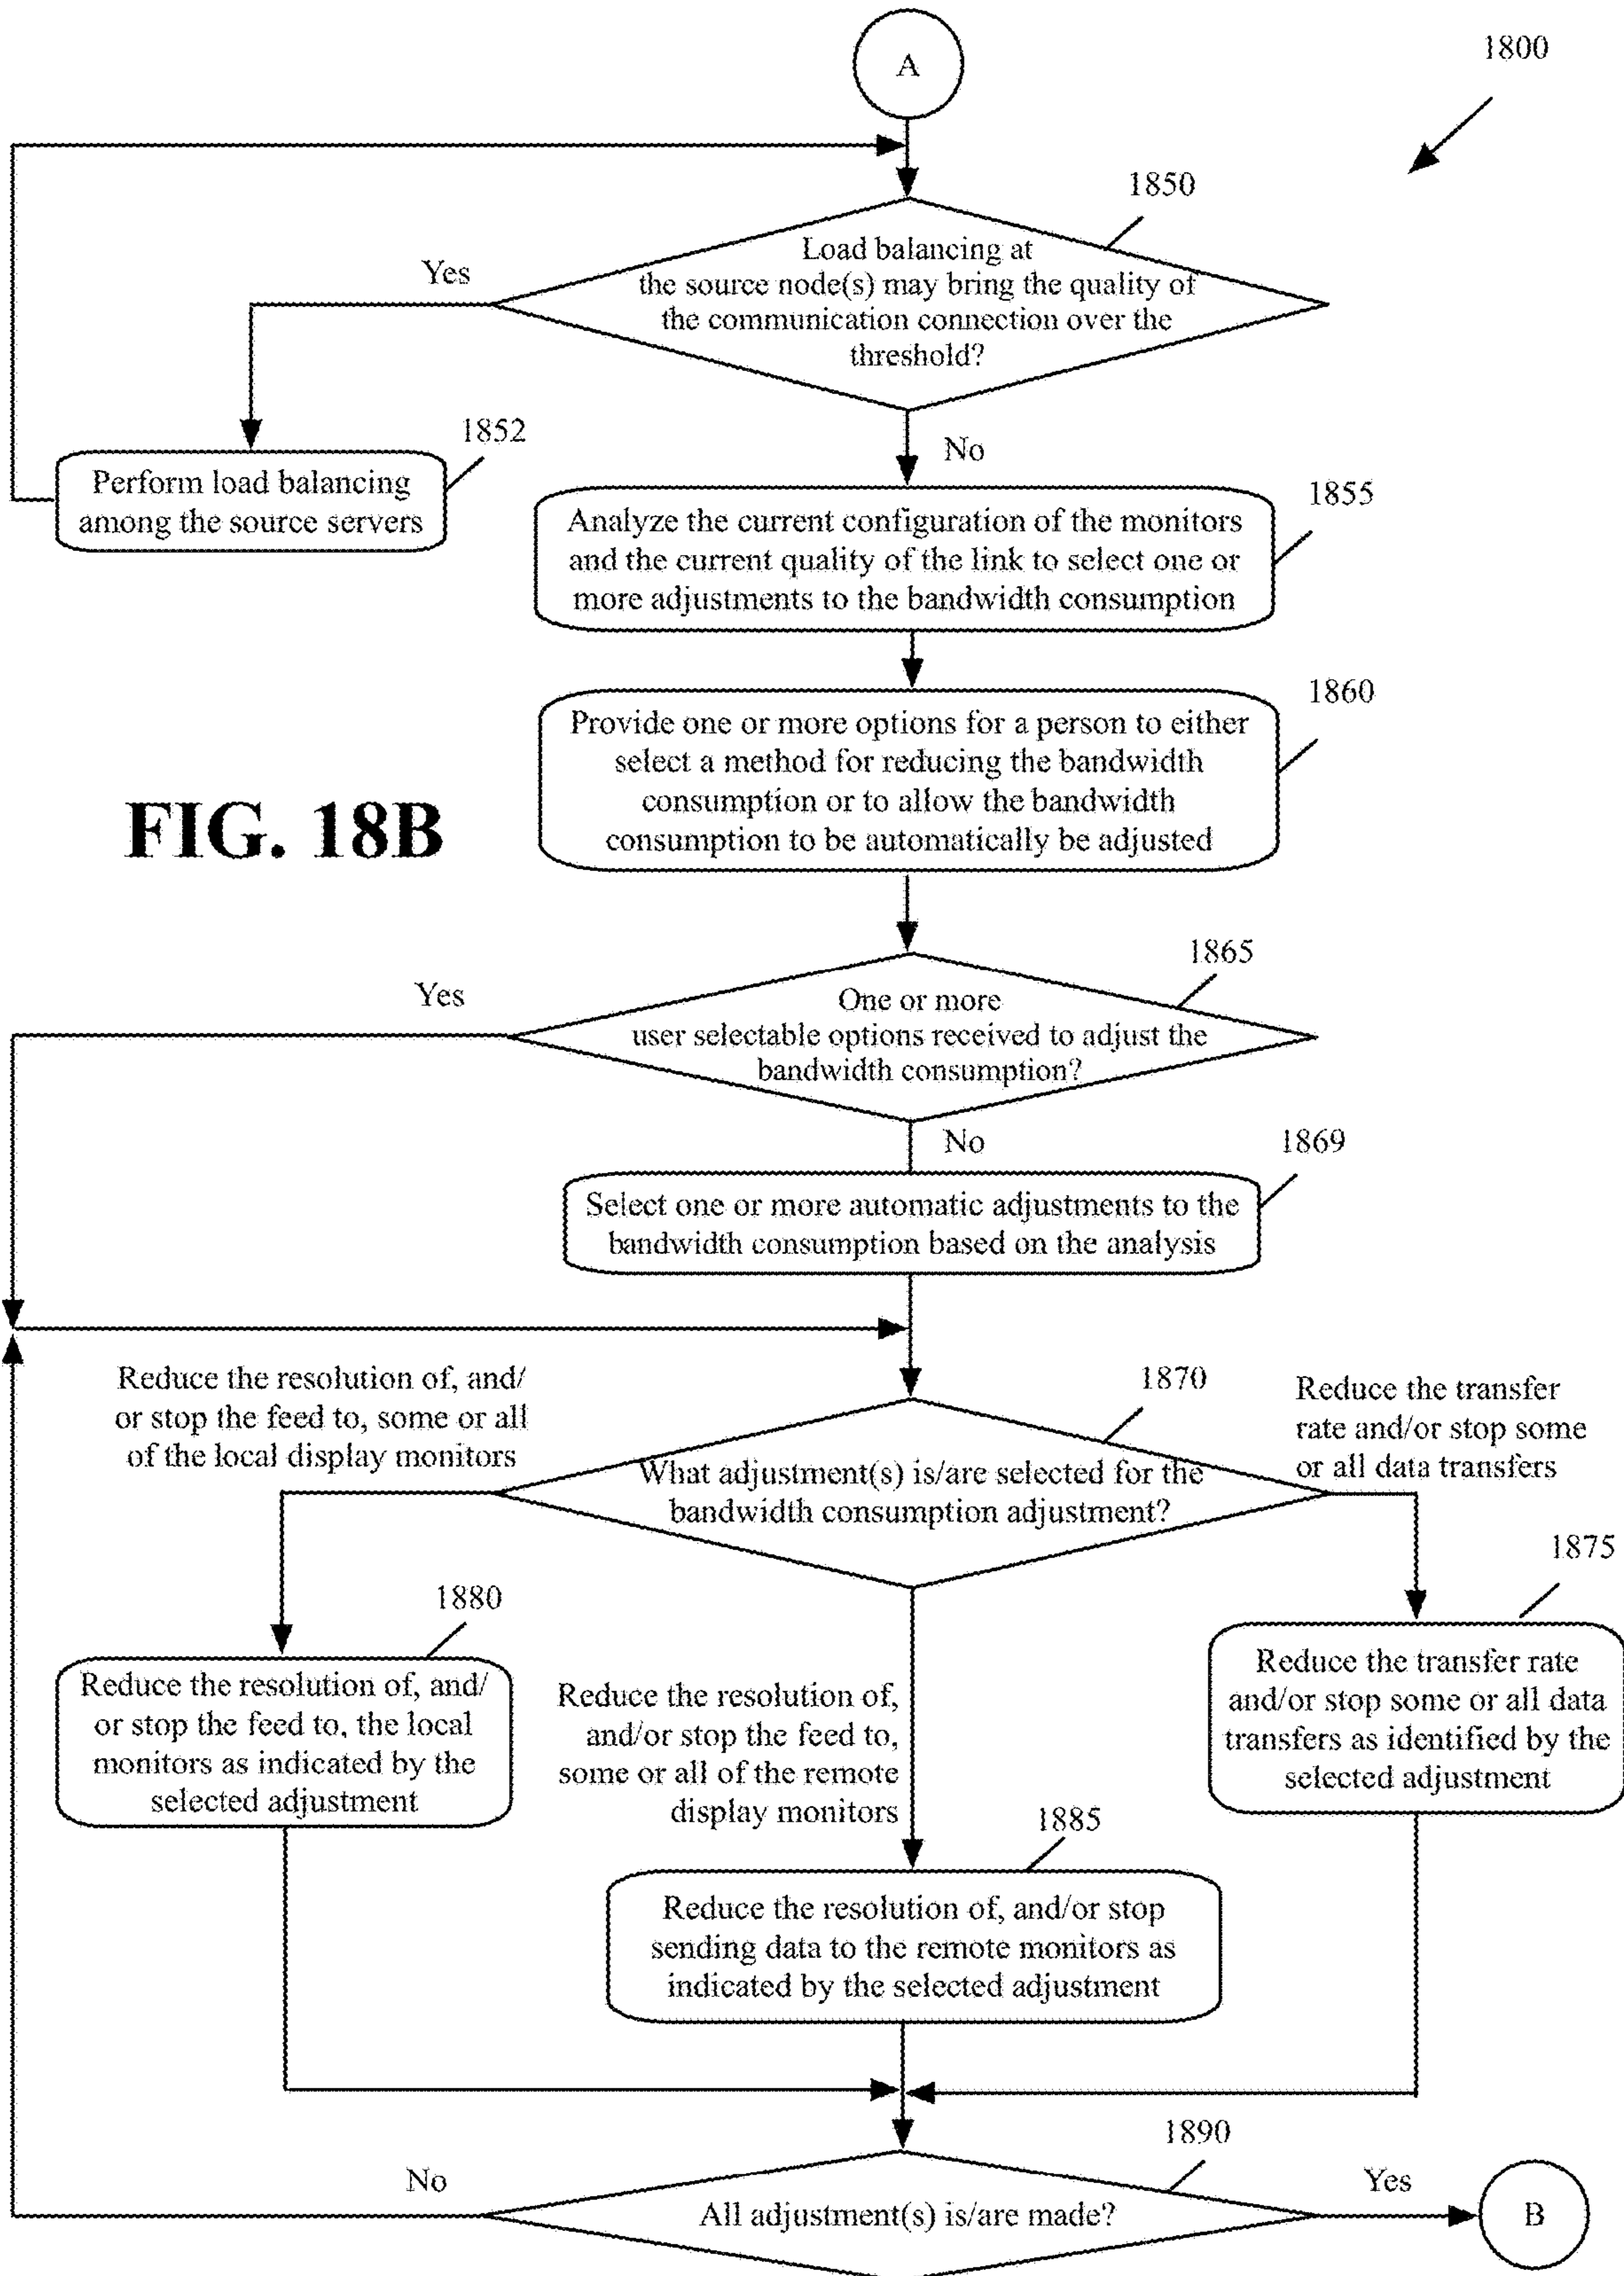 A
1800
1850
Load balancing at
the source node(s) may bring the quality of
the communication connection over the
threshold?
Yes
No
1852
Perform load balancing
among the source servers
1855
Analyze the current configuration of the monitors
and the current quality of the link to select one or
more adjustments to the bandwidth consumption
1860
Provide one or more options for a person to either
select a method for reducing the bandwidth
consumption or to allow the bandwidth
consumption to be automatically be adjusted
FIG. 18B
1865
Yes
One or more
user selectable options received to adjust the
bandwidth consumption?
No
1869
Select one or more automatic adjustments to the
bandwidth consumption based on the analysis
Reduce the resolution of, and/
or stop the feed to, some or all
of the local display monitors
1870
What adjustment(s) is/are selected for the
bandwidth consumption adjustment?
Reduce the transfer
rate and/or stop some
or all data transfers
1875
Reduce the transfer rate
and/or stop some or all data
transfers as identified by the
selected adjustment
1880
Reduce the resolution of, and/
or stop the feed to, the local
monitors as indicated by the
selected adjustment
Reduce the resolution of,
and/or stop the feed to,
some or all of the remote
display monitors
1885
Reduce the resolution of, and/or stop
sending data to the remote monitors as
indicated by the selected adjustment
1890
No
All adjustment(s) is/are made?
Yes
B